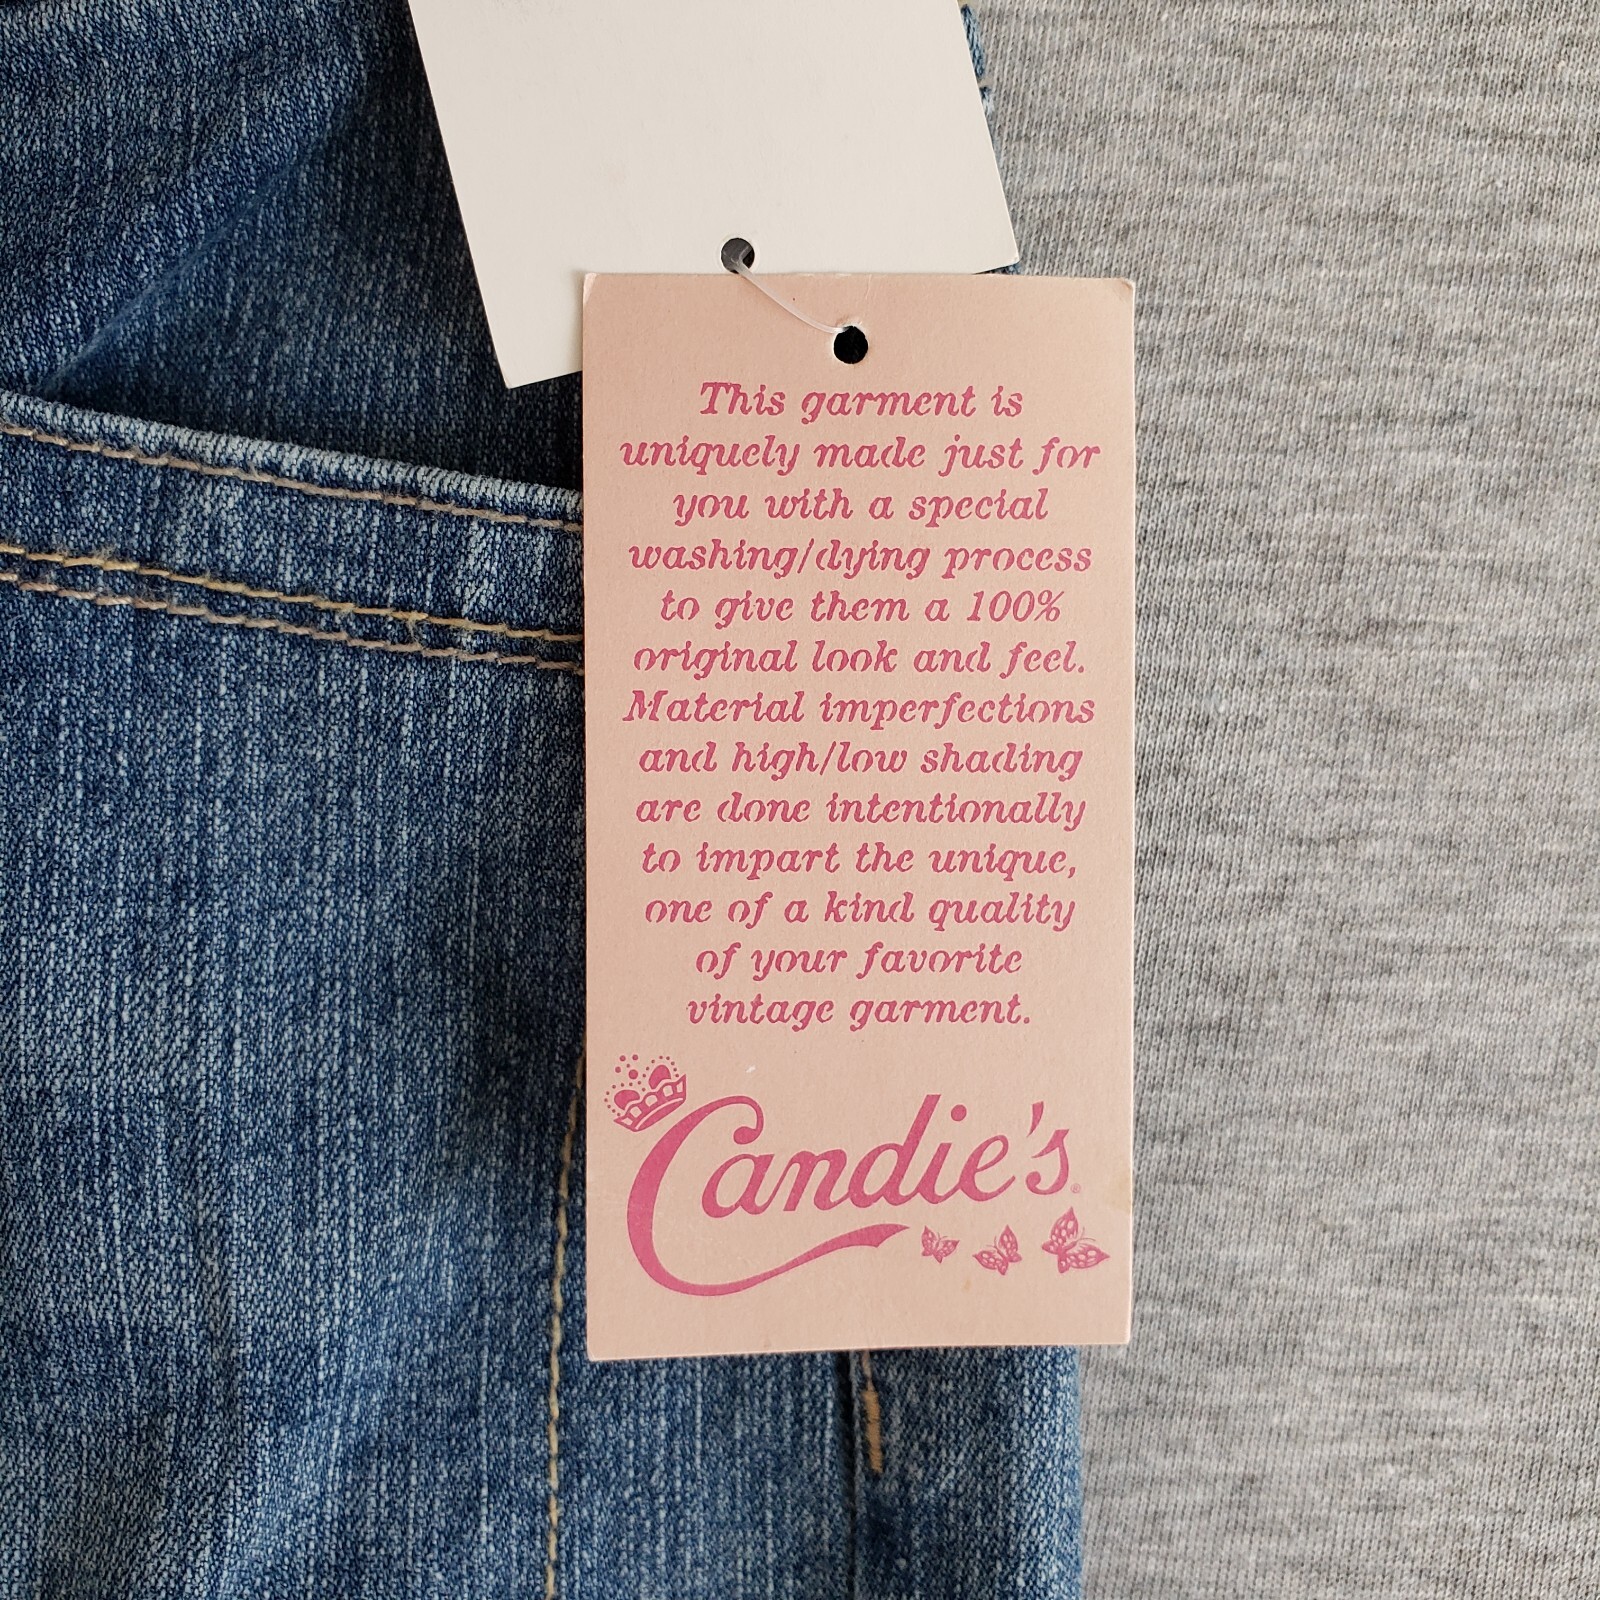 This garment is
uniquely made just for
you with a special
washing/dying process
to give them a 100%
original look and feel.
Material imperfections
and high/low shading
are done intentionally
to impart the unique,
one of a kind quality
of your favorite
vintage garment.
Candie's®